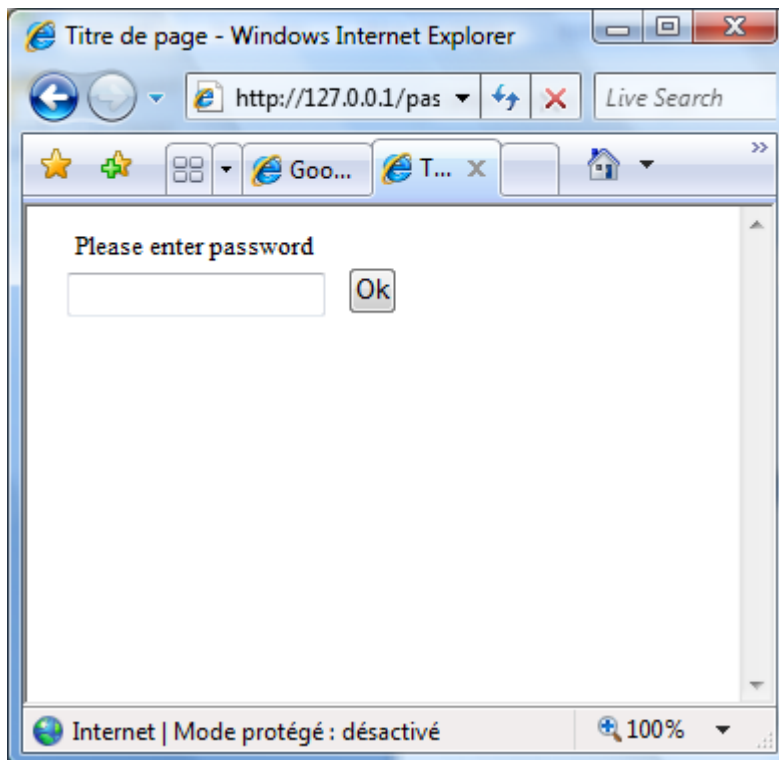 Titre de page - Windows Internet Explorer
http://127.0.0.1/pas
Live Search
Goo...
T...
Please enter password
Ok
Internet | Mode protégé : désactivé
100%